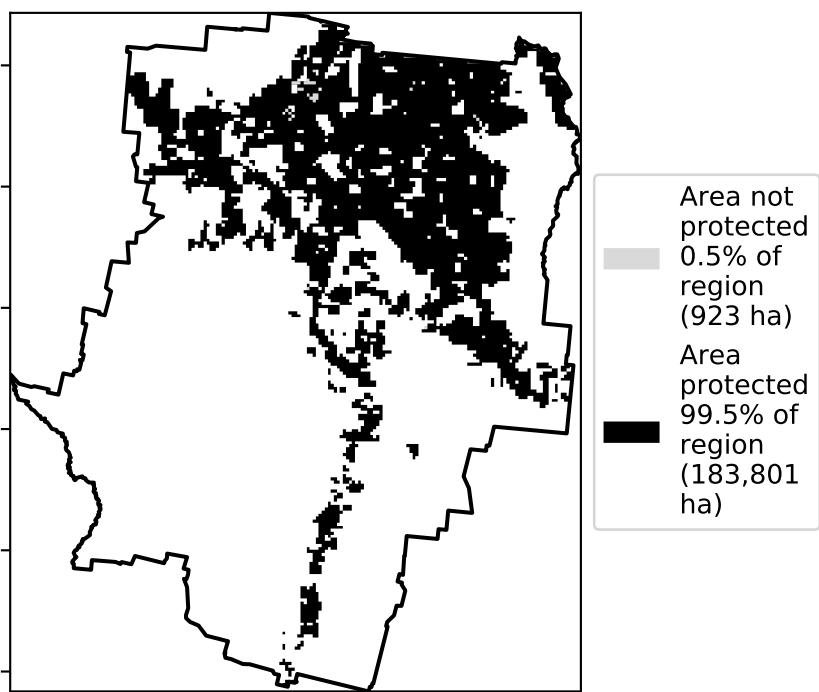 Area not
protected
0.5% of
region
(923 ha)
Area
protected
99.5% of
region
(183,801
ha)